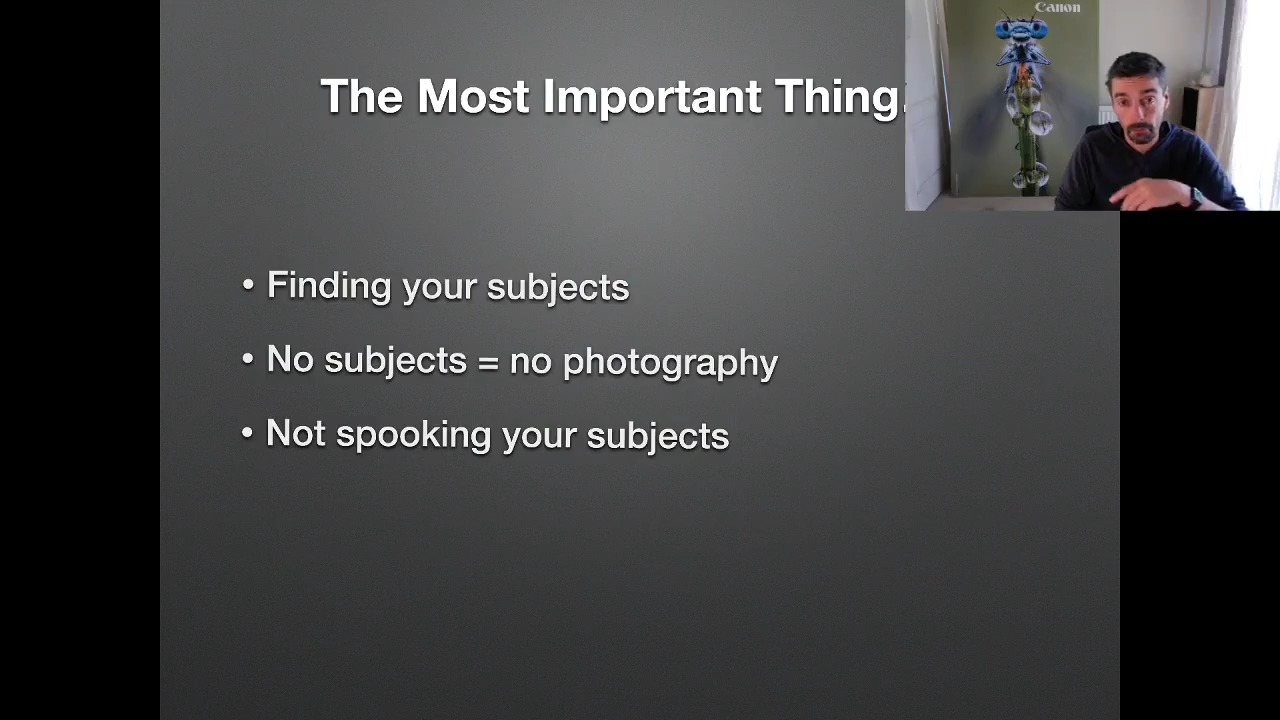 Canon
The Most Important Thing.
• Finding your subjects
• No subjects = no photography
• Not spooking your subjects